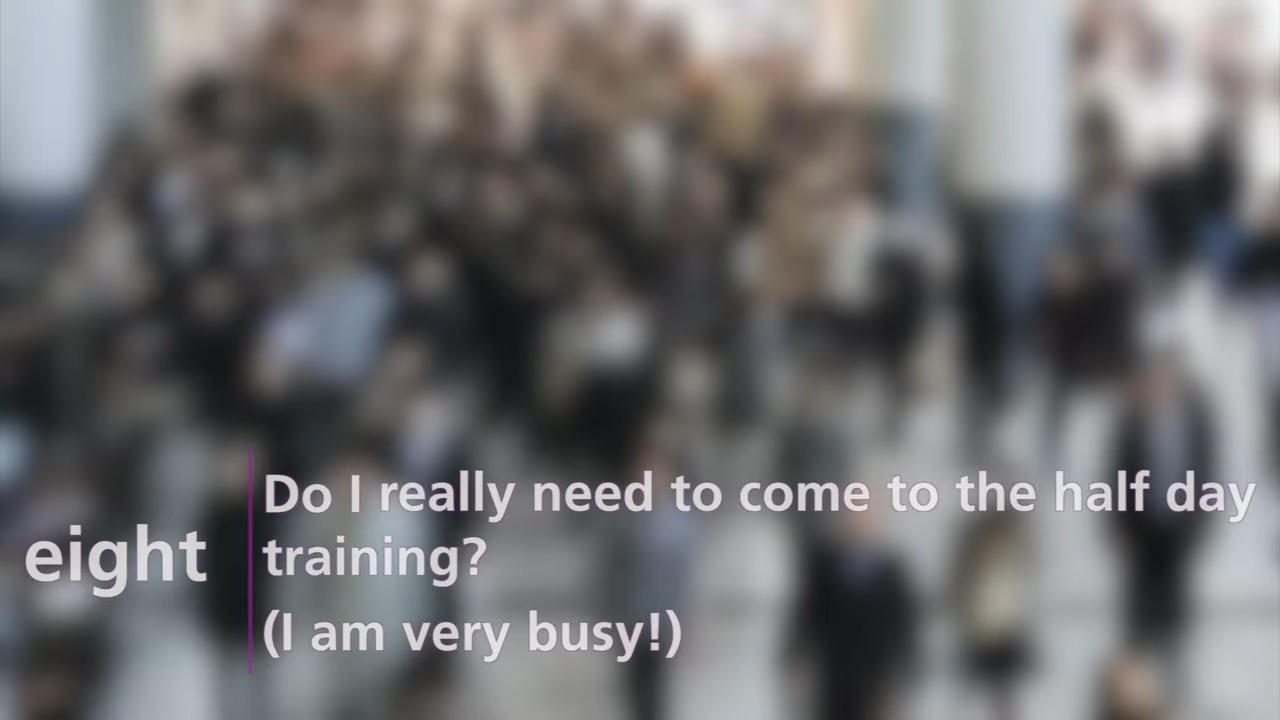 eight
Do I really need to come to the half day
training?
(I am very busy!)